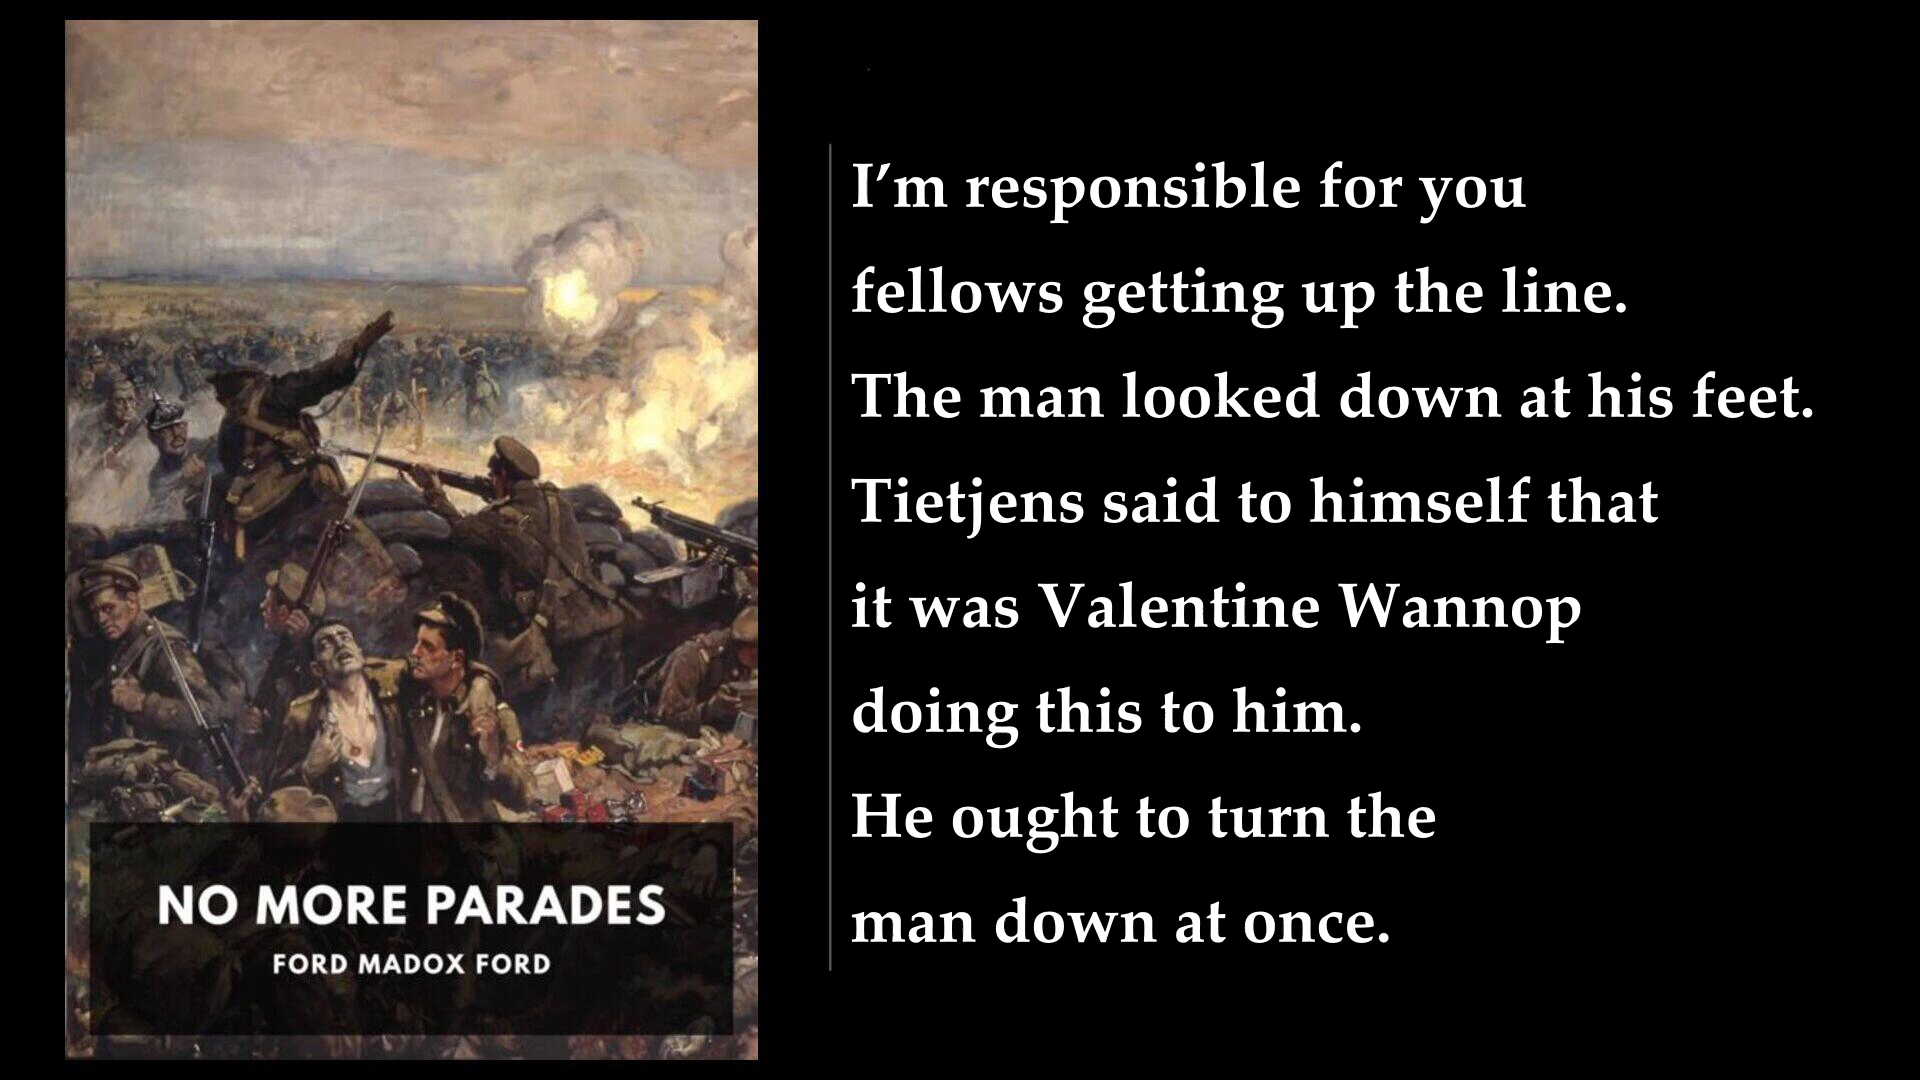 NO MORE PARADES
FORD MADOX FORD
I’m responsible for you
fellows getting up the line.
The man looked down at his feet.
Tietjens said to himself that
it was Valentine Wannop
doing this to him.
He ought to turn the
man down at once.